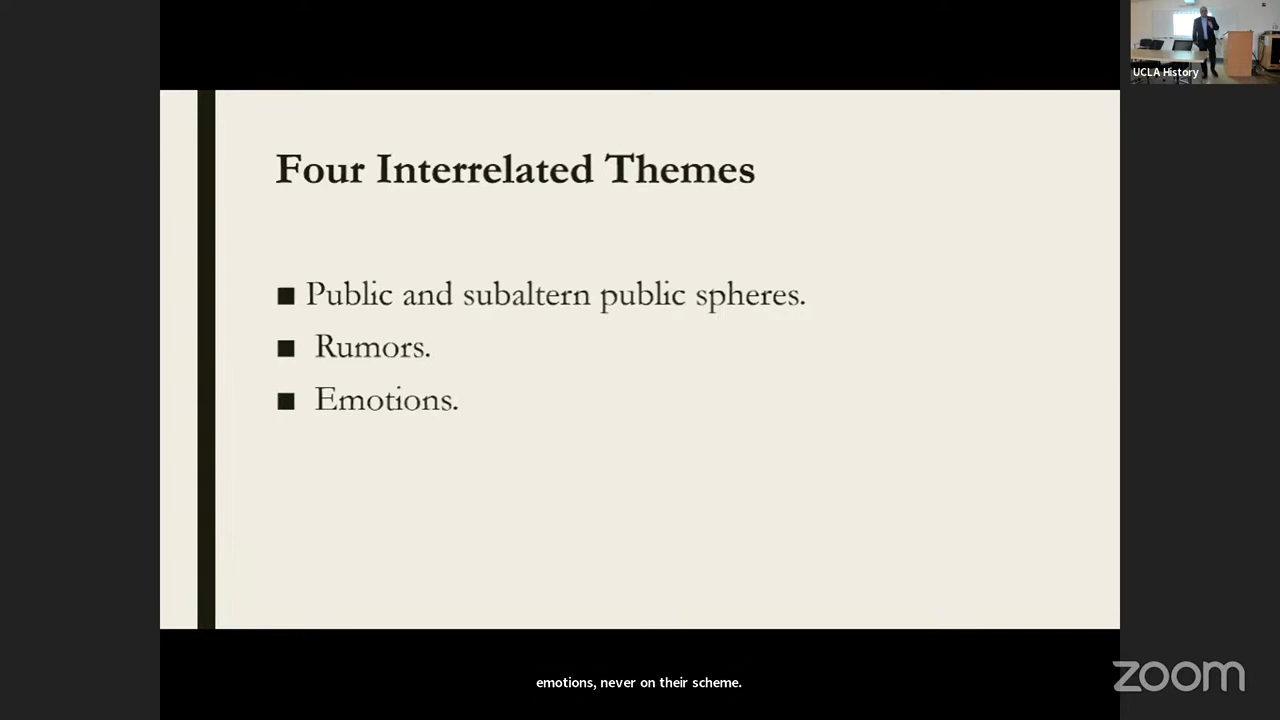 UCLA History
Four Interrelated Themes
Public and subaltern public spheres.
Rumors.
Emotions.
emotions, never on their scheme.
zoom